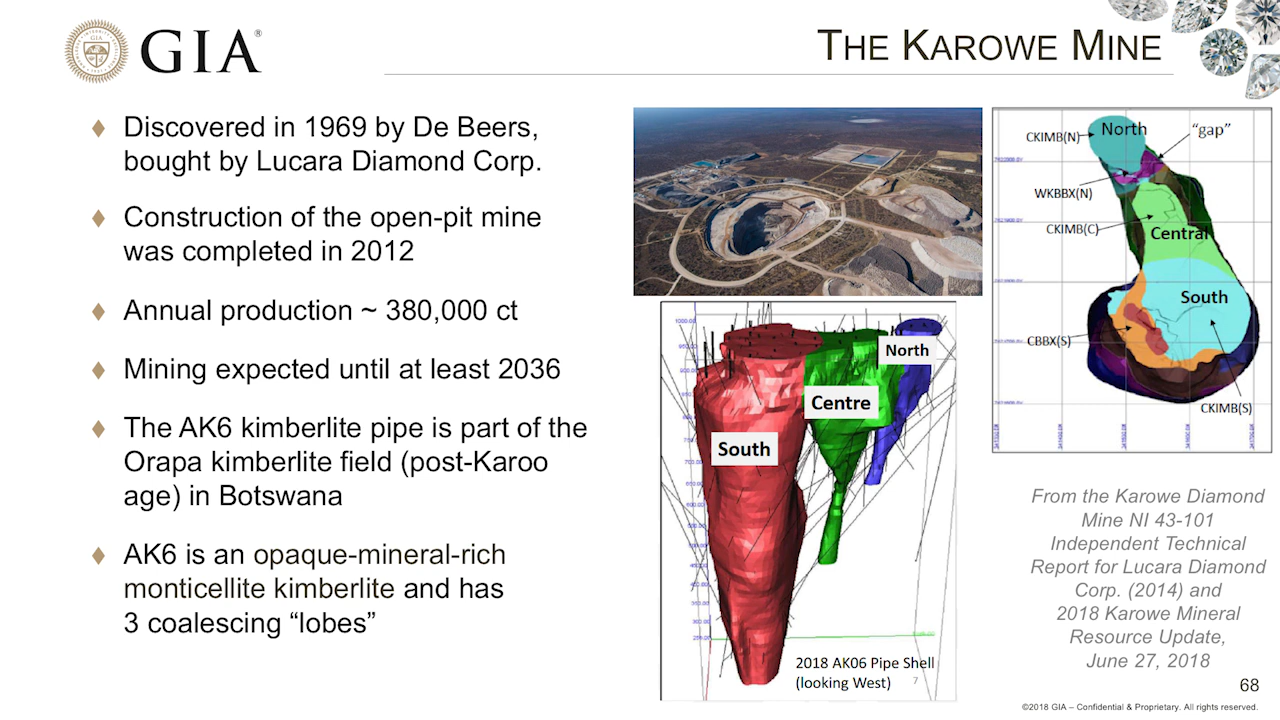 GIA®
THE KAROWE MINE
♦ Discovered in 1969 by De Beers,
bought by Lucara Diamond Corp.
♦ Construction of the open-pit mine
was completed in 2012
♦ Annual production ~ 380,000 ct
♦ Mining expected until at least 2036
♦ The AK6 kimberlite pipe is part of the
Orapa kimberlite field (post-Karoo
age) in Botswana
♦ AK6 is an opaque-mineral-rich
monticellite kimberlite and has
3 coalescing “lobes”
North
Centre
South
2018 AK06 Pipe Shell
(looking West)
7
CKIMB(N)
North
“gap”
WKBBX(N)
CKIMB(C)
Central
South
CBBX(S)
CKIMB(S)
From the Karowe Diamond
Mine NI 43-101
Independent Technical
Report for Lucara Diamond
Corp. (2014) and
2018 Karowe Mineral
Resource Update,
June 27, 2018
68
©2018 GIA – Confidential & Proprietary. All rights reserved.